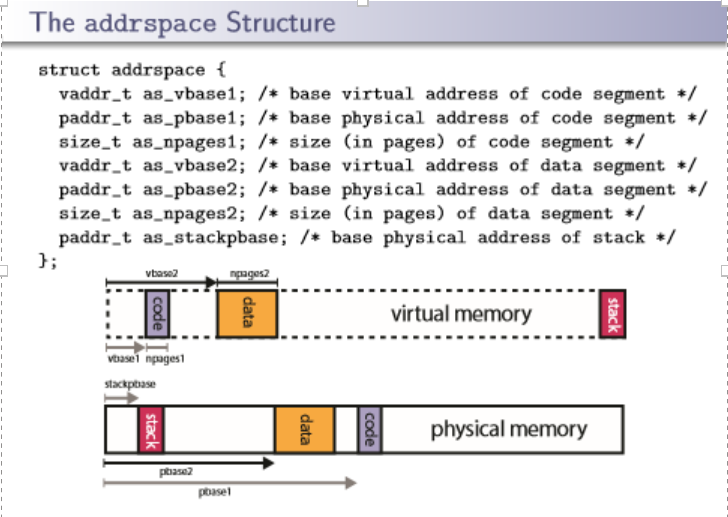 The addrspace Structure
struct addrspace {
vaddr_t as_vbase1; /* base virtual address of code segment */
paddr_t as_pbase1; /* base physical address of code segment */
size_t as_npages1; /* size (in pages) of code segment */
vaddr_t as_vbase2; /* base virtual address of data segment */
paddr_t as_pbase2; /* base physical address of data segment */
size_t as_npages2; /* size (in pages) of data segment */
paddr_t as_stackpbase; /* base physical address of stack */
};
vbase2 npages2
code data virtual memory stack
vbase1 npages1
stackpbase
stack data code physical memory
pbase2
pbase1